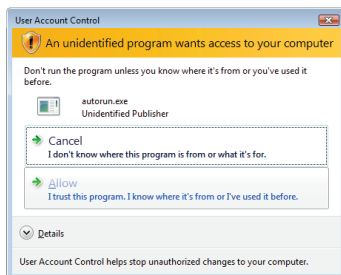 User Account Control
An unidentified program wants access to your computer
Don't run the program unless you know where it's from or you've used it
before.
autorun.exe
Unidentified Publisher
Cancel
I don't know where this program is from or what it's for.
Allow
I trust this program. I know where it's from or I've used it before.
Details
User Account Control helps stop unauthorized changes to your computer.